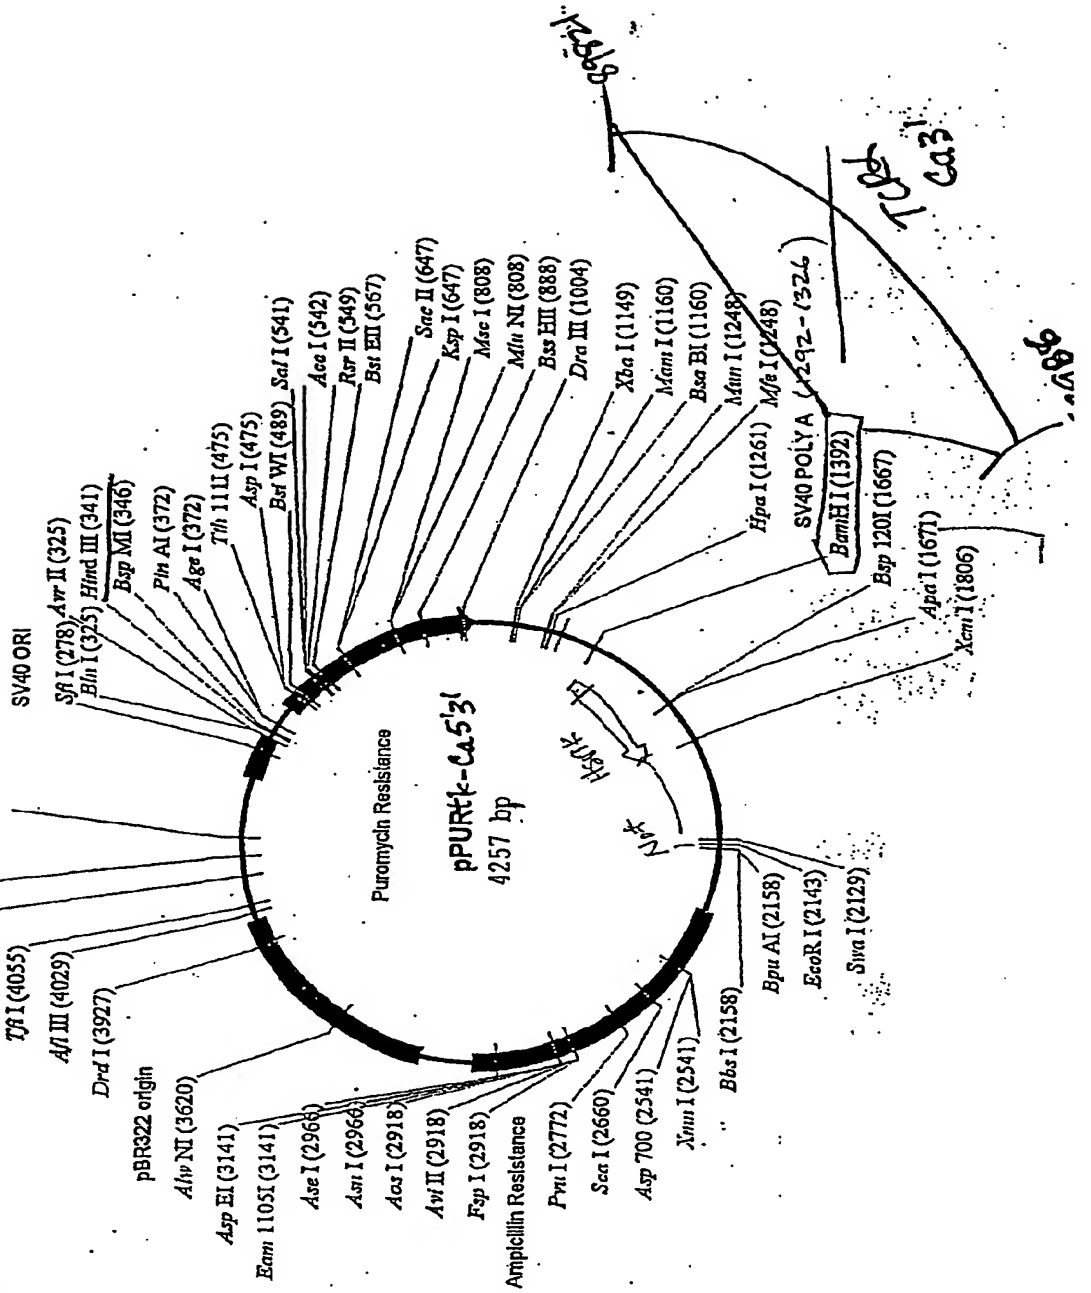 SV40 ORI
Sfi I (278)
Avr II (325)
Bln I (325)
Hind III (341)
Bsp MI (346)
Pin AI (372)
Age I (372)
Tth 111 I (475)
Asp I (475)
Bsi WI (489)
Sal I (541)
Acc I (542)
Rsr II (549)
Bst EII (567)
Sac II (647)
Ksp I (647)
Msc I (808)
Mlu NI (808)
Bss HII (888)
Dra III (1004)
Xba I (1149)
Mam I (1160)
Bsa BI (1160)
Mun I (1248)
Mfe I (1248)
Hpa I (1261)
SV40 POLY A (1292-1326)
BamH I (1392)
Bsp 120I (1667)
Apa I (1671)
Xcm I (1806)
TCRα
Ca3'
Puromycin Resistance
pPURtk-Ca5'3'
4257 bp
HSVtk
Not
Swa I (2129)
EcoR I (2143)
Bpu AI (2158)
Bbs I (2158)
Xmn I (2541)
Asp 700 (2541)
Sca I (2660)
Pvu I (2772)
Ampicillin Resistance
Fsp I (2918)
Avi II (2918)
Aos I (2918)
Asn I (2966)
Ase I (2966)
Eam 1105I (3141)
Asp EI (3141)
Alw NI (3620)
pBR322 origin
Drd I (3927)
Afl III (4029)
Tfi I (4055)